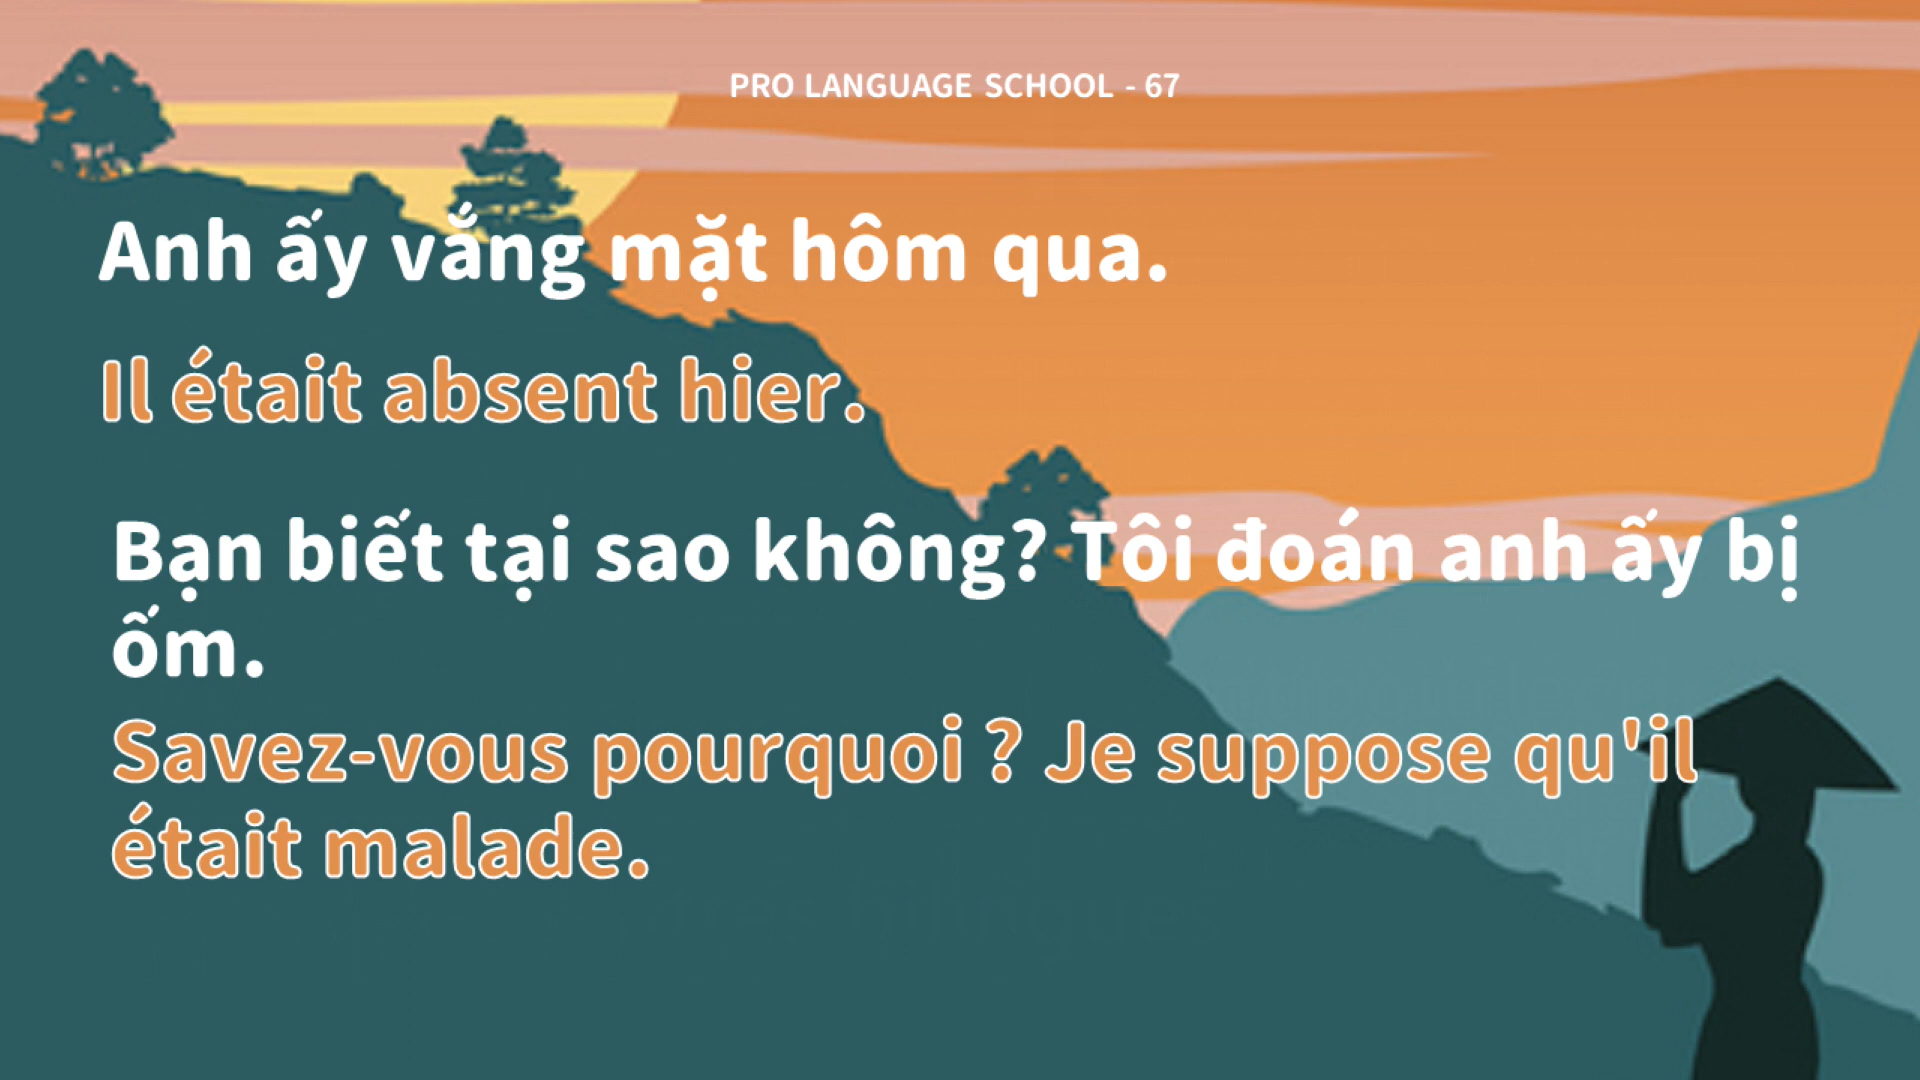 PRO LANGUAGE SCHOOL - 67
Anh ấy vắng mặt hôm qua.
Il était absent hier.
Bạn biết tại sao không? Tôi đoán anh ấy bị
ốm.
Savez-vous pourquoi ? Je suppose qu'il
était malade.